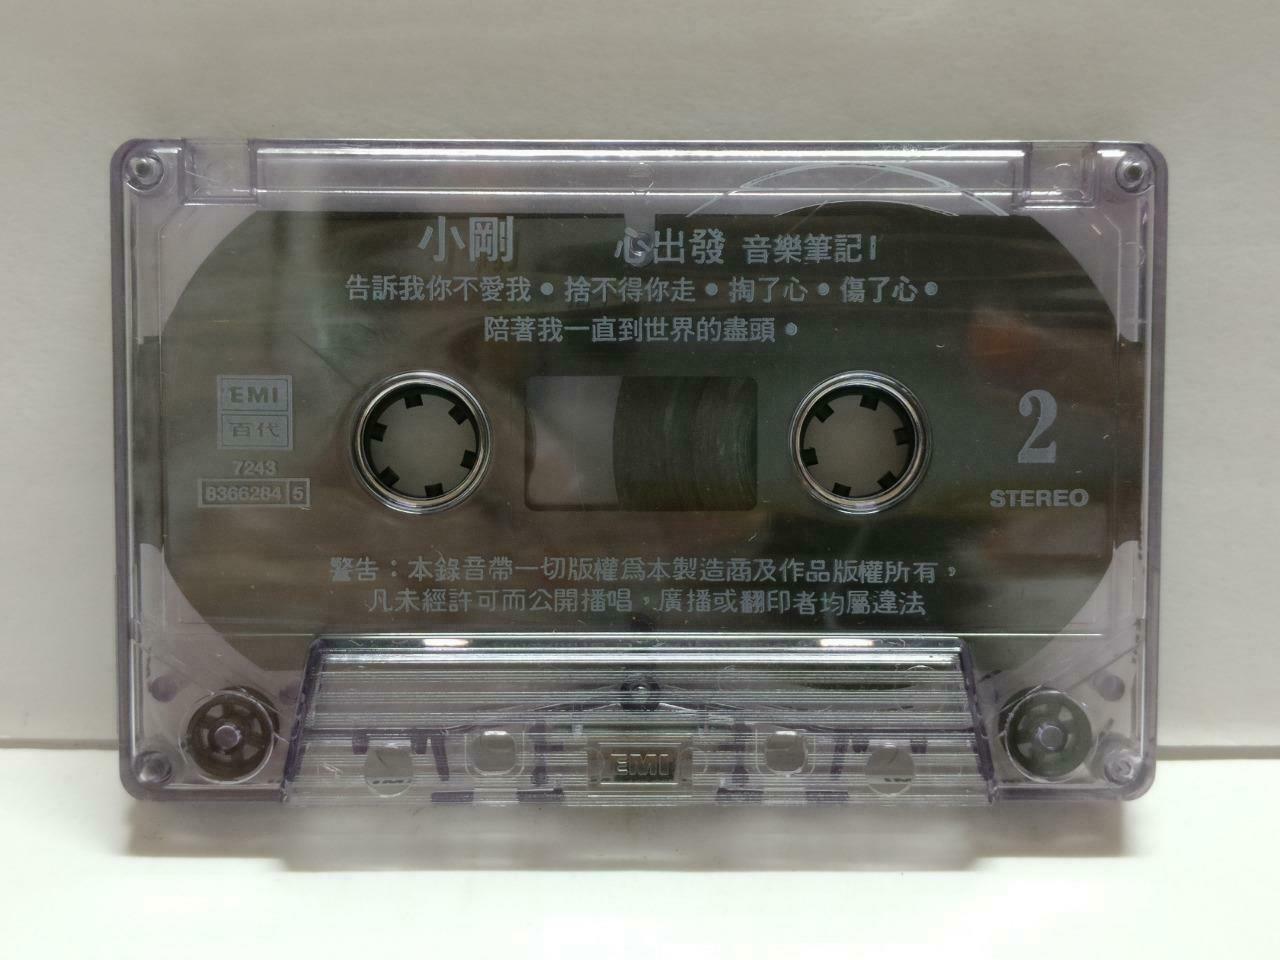 小剛 心出發 音樂筆記1
告訴我你不愛我•捨不得你走•掏了心•傷了心•
陪著我一直到世界的盡頭•
EMI
百代
7243
8366284 5
2
STEREO
警告：本錄音帶一切版權為本製造商及作品版權所有，
凡未經許可而公開播唱，廣播或翻印者均屬違法
EMI